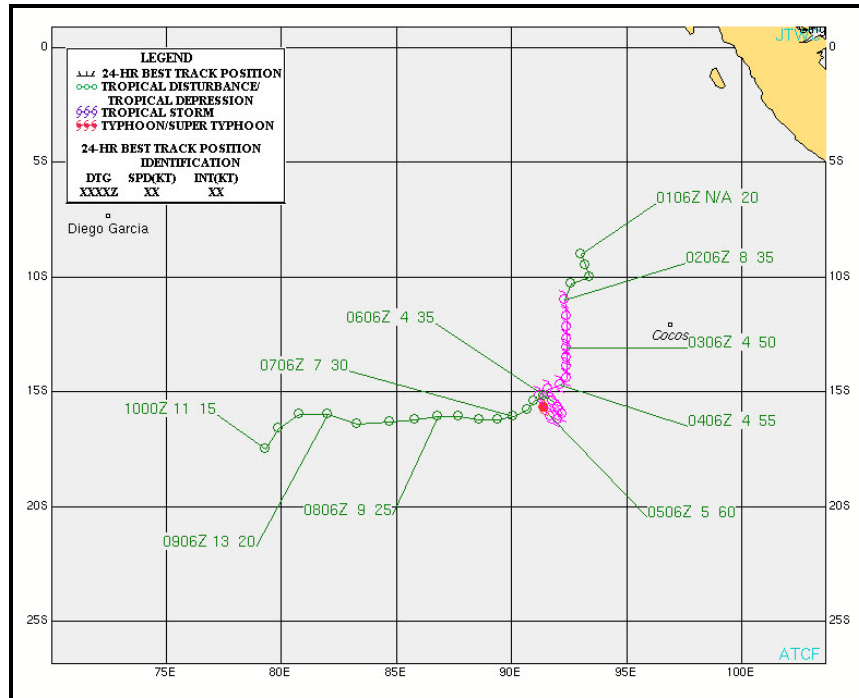 JTWC
LEGEND
24-HR BEST TRACK POSITION
TROPICAL DISTURBANCE/
TROPICAL DEPRESSION
TROPICAL STORM
TYPHOON/SUPER TYPHOON
24-HR BEST TRACK POSITION
IDENTIFICATION
DTG SPD(KT) INT(KT)
XXXXZ XX XX
0 0
5S 5S
0106Z N/A 20
Diego Garcia
0206Z 8 35
10S 10S
0606Z 4 35
Cocos
0306Z 4 50
0706Z 7 30
15S 15S
1000Z 11 15
0406Z 4 55
20S 20S
0806Z 9 25
0506Z 5 60
0906Z 13 20
25S 25S
ATCF
75E 80E 85E 90E 95E 100E